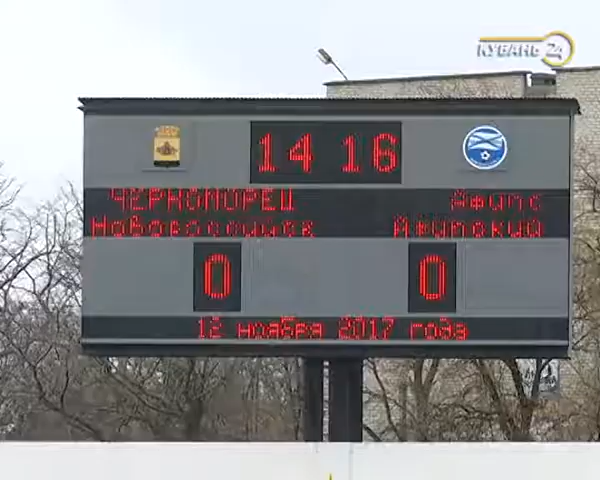 КУБАНЬ 24
14 16
ЧЕРНОМОРЕЦ Афипс
Новороссийск Афипский
0 0
12 ноября 2017 года